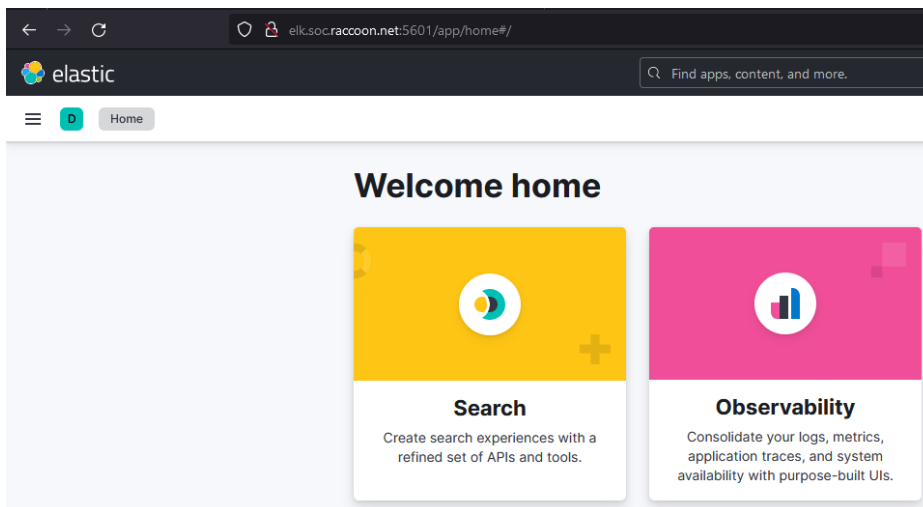 elk.soc.raccoon.net:5601/app/home#/
elastic
Find apps, content, and more.
D
Home
Welcome home
Search
Create search experiences with a
refined set of APIs and tools.
Observability
Consolidate your logs, metrics,
application traces, and system
availability with purpose-built UIs.